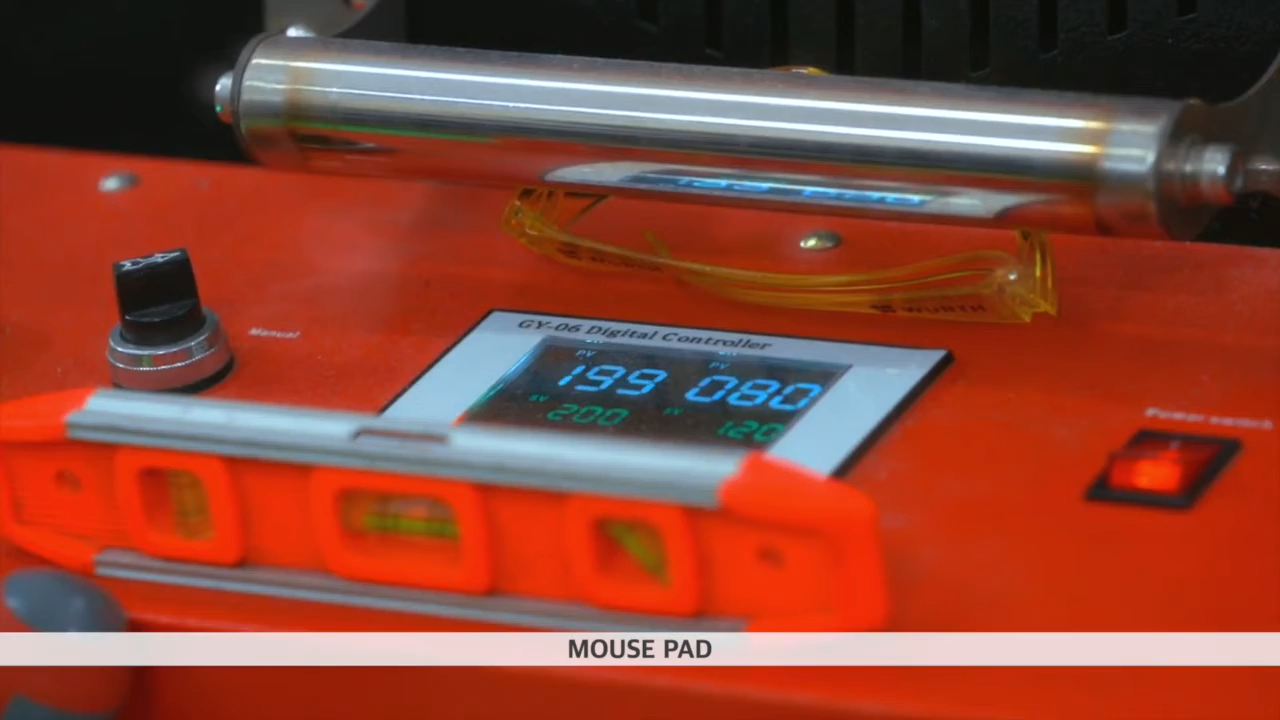 WURTH
Manual
GY-06 Digital Controller
PV PV
199 080
SV SV
200 120
Power switch
MOUSE PAD